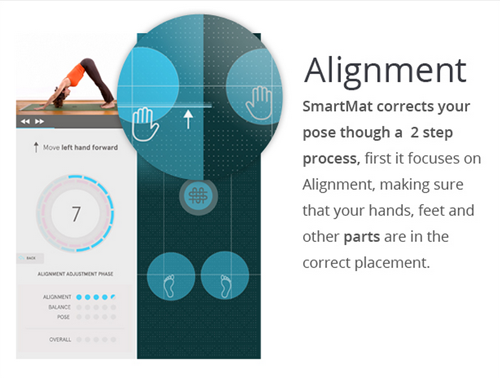 Alignment
SmartMat corrects your
pose though a 2 step
process, first it focuses on
Alignment, making sure
that your hands, feet and
other parts are in the
correct placement.
Move left hand forward
7
BACK
ALIGNMENT ADJUSTMENT PHASE
ALIGNMENT
BALANCE
POSE
OVERALL